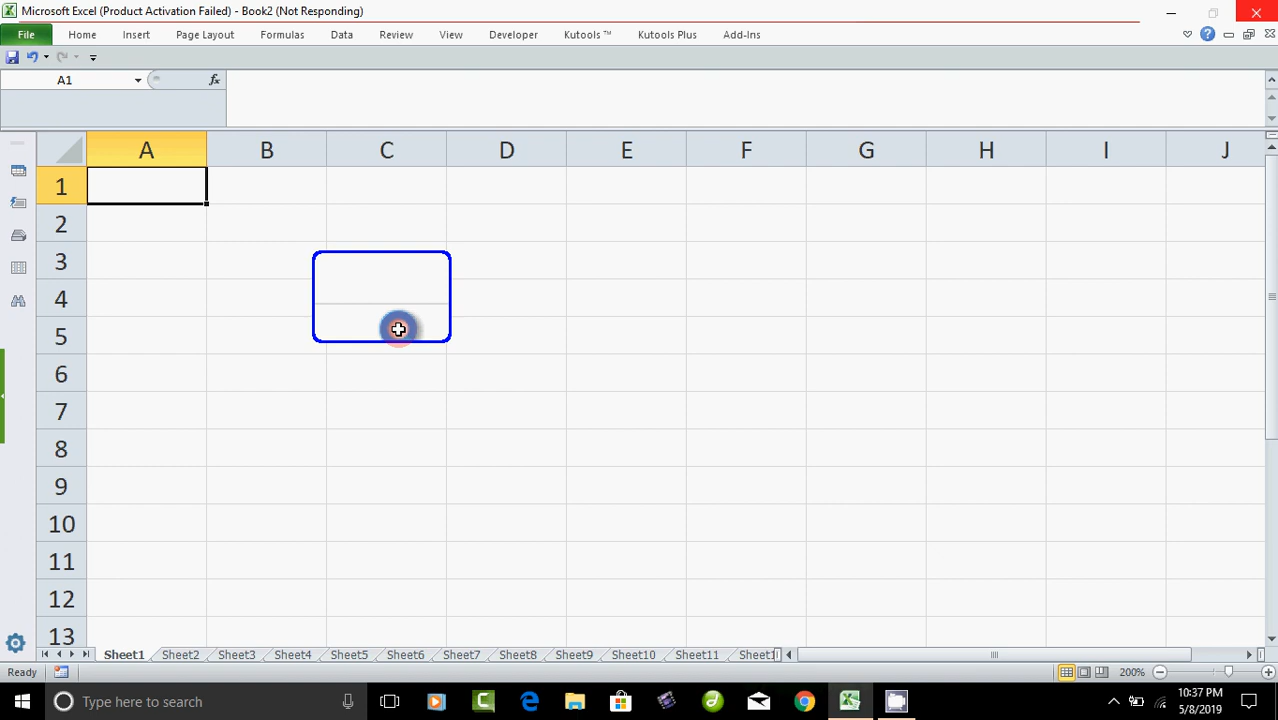 Microsoft Excel (Product Activation Failed) - Book2 (Not Responding)
File Home Insert Page Layout Formulas Data Review View Developer Kutools ™ Kutools Plus Add-Ins
A1 fx
A B C D E F G H I J
1
2
3
4
5
6
7
8
9
10
11
12
13
Sheet1 Sheet2 Sheet3 Sheet4 Sheet5 Sheet6 Sheet7 Sheet8 Sheet9 Sheet10 Sheet11 Sheet1
Ready 200%
Type here to search
10:37 PM
5/8/2019